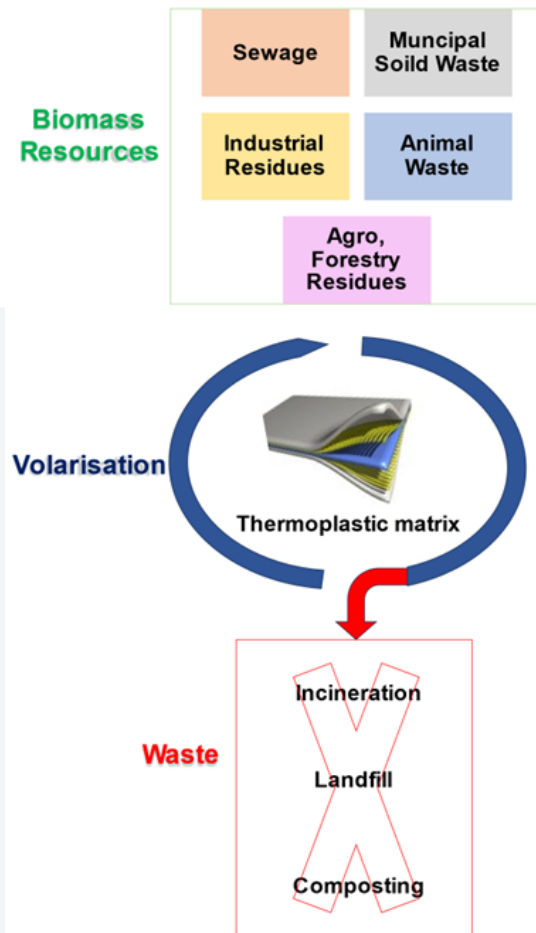 Sewage
Muncipal
Soild Waste
Biomass
Resources
Industrial
Residues
Animal
Waste
Agro,
Forestry
Residues
Volarisation
Thermoplastic matrix
Incineration
Waste
Landfill
Composting